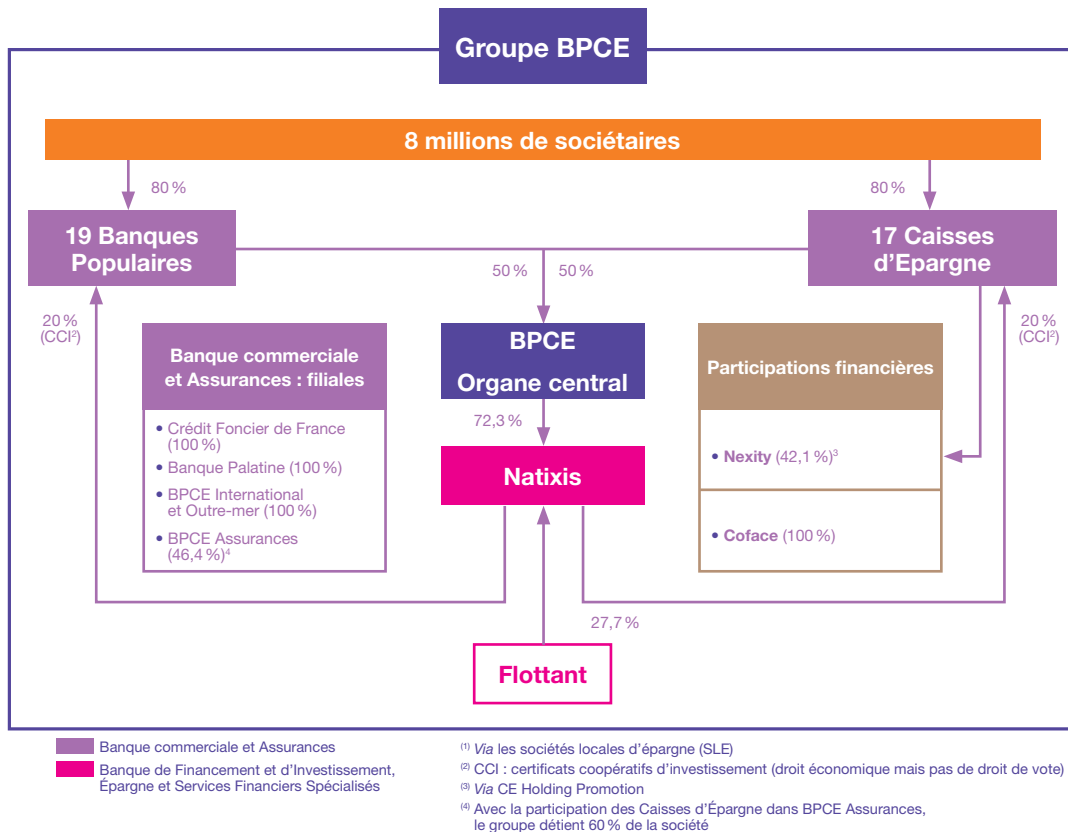 Groupe BPCE
8 millions de sociétaires
80 %
80 %
19 Banques
Populaires
17 Caisses
d'Epargne
50 %
50 %
20 %
(CCI²)
20 %
(CCI²)
Banque commerciale
et Assurances : filiales
• Crédit Foncier de France
(100 %)
• Banque Palatine (100 %)
• BPCE International
et Outre-mer (100 %)
• BPCE Assurances
(46,4 %)⁴
BPCE
Organe central
72,3 %
Natixis
Participations financières
• Nexity (42,1 %)³
• Coface (100 %)
27,7 %
Flottant
Banque commerciale et Assurances
Banque de Financement et d'Investissement,
Épargne et Services Financiers Spécialisés
⁽¹⁾ Via les sociétés locales d'épargne (SLE)
⁽²⁾ CCI : certificats coopératifs d'investissement (droit économique mais pas de droit de vote)
⁽³⁾ Via CE Holding Promotion
⁽⁴⁾ Avec la participation des Caisses d'Épargne dans BPCE Assurances,
le groupe détient 60 % de la société